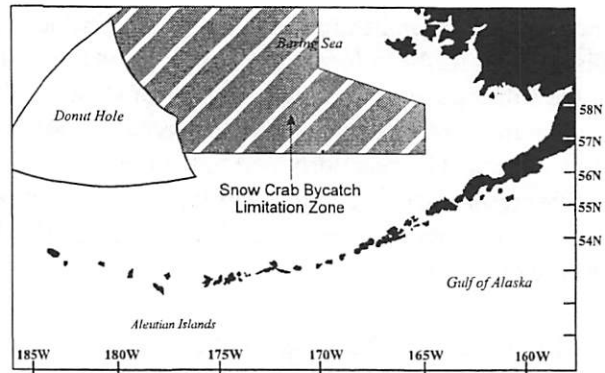 Baring Sea
Donut Hole
58N
57N
Snow Crab Bycatch
Limitation Zone
56N
55N
54N
Gulf of Alaska
Aleutian Islands
185W 180W 175W 170W 165W 160W